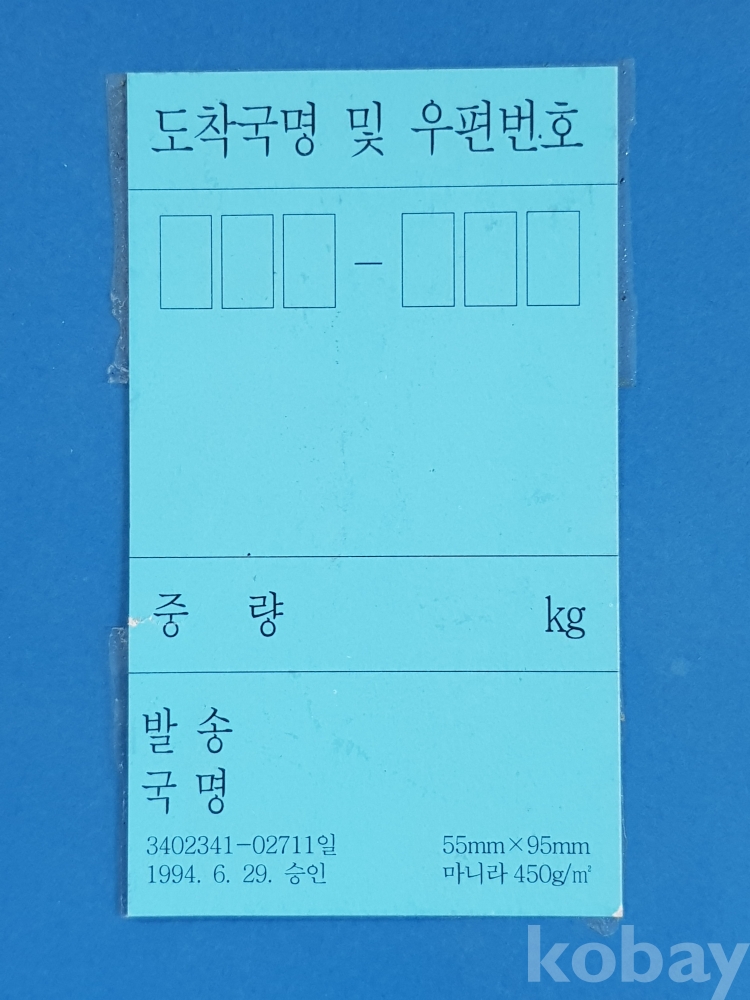 도착국명 및 우편번호
–
중 량 kg
발 송
국 명
3402341-02711일 55mm×95mm
1994. 6. 29. 승인 마니라 450g/㎡
kobay